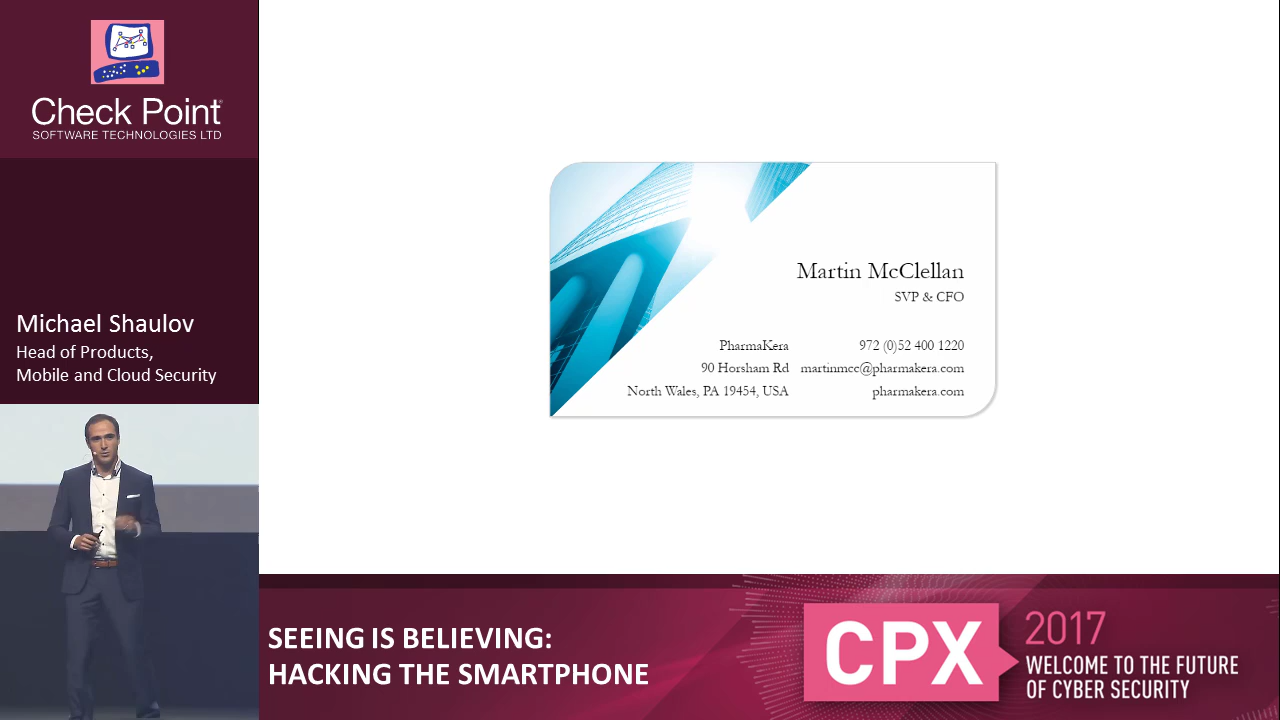 Check Point
SOFTWARE TECHNOLOGIES LTD
Michael Shaulov
Head of Products,
Mobile and Cloud Security
Martin McClellan
SVP & CFO
PharmaKera 972 (0)52 400 1220
90 Horsham Rd martinmcc@pharmakera.com
North Wales, PA 19454, USA pharmakera.com
SEEING IS BELIEVING:
HACKING THE SMARTPHONE
CPX
2017
WELCOME TO THE FUTURE
OF CYBER SECURITY